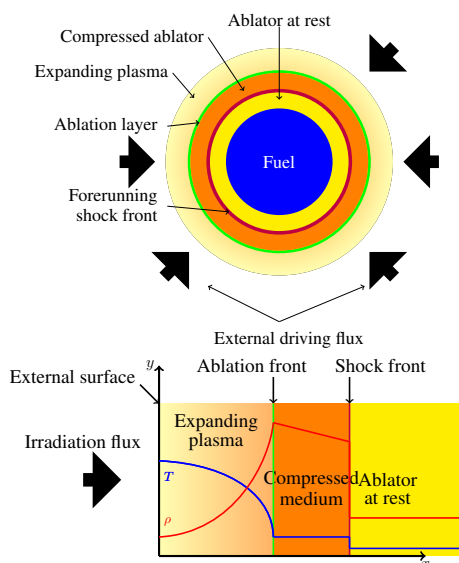 Ablator at rest
Compressed ablator
Expanding plasma
Ablation layer
Fuel
Forerunning
shock front
External driving flux
y
Ablation front
Shock front
External surface
Expanding
plasma
Irradiation flux
T
Compressed
medium
Ablator
at rest
ρ
x